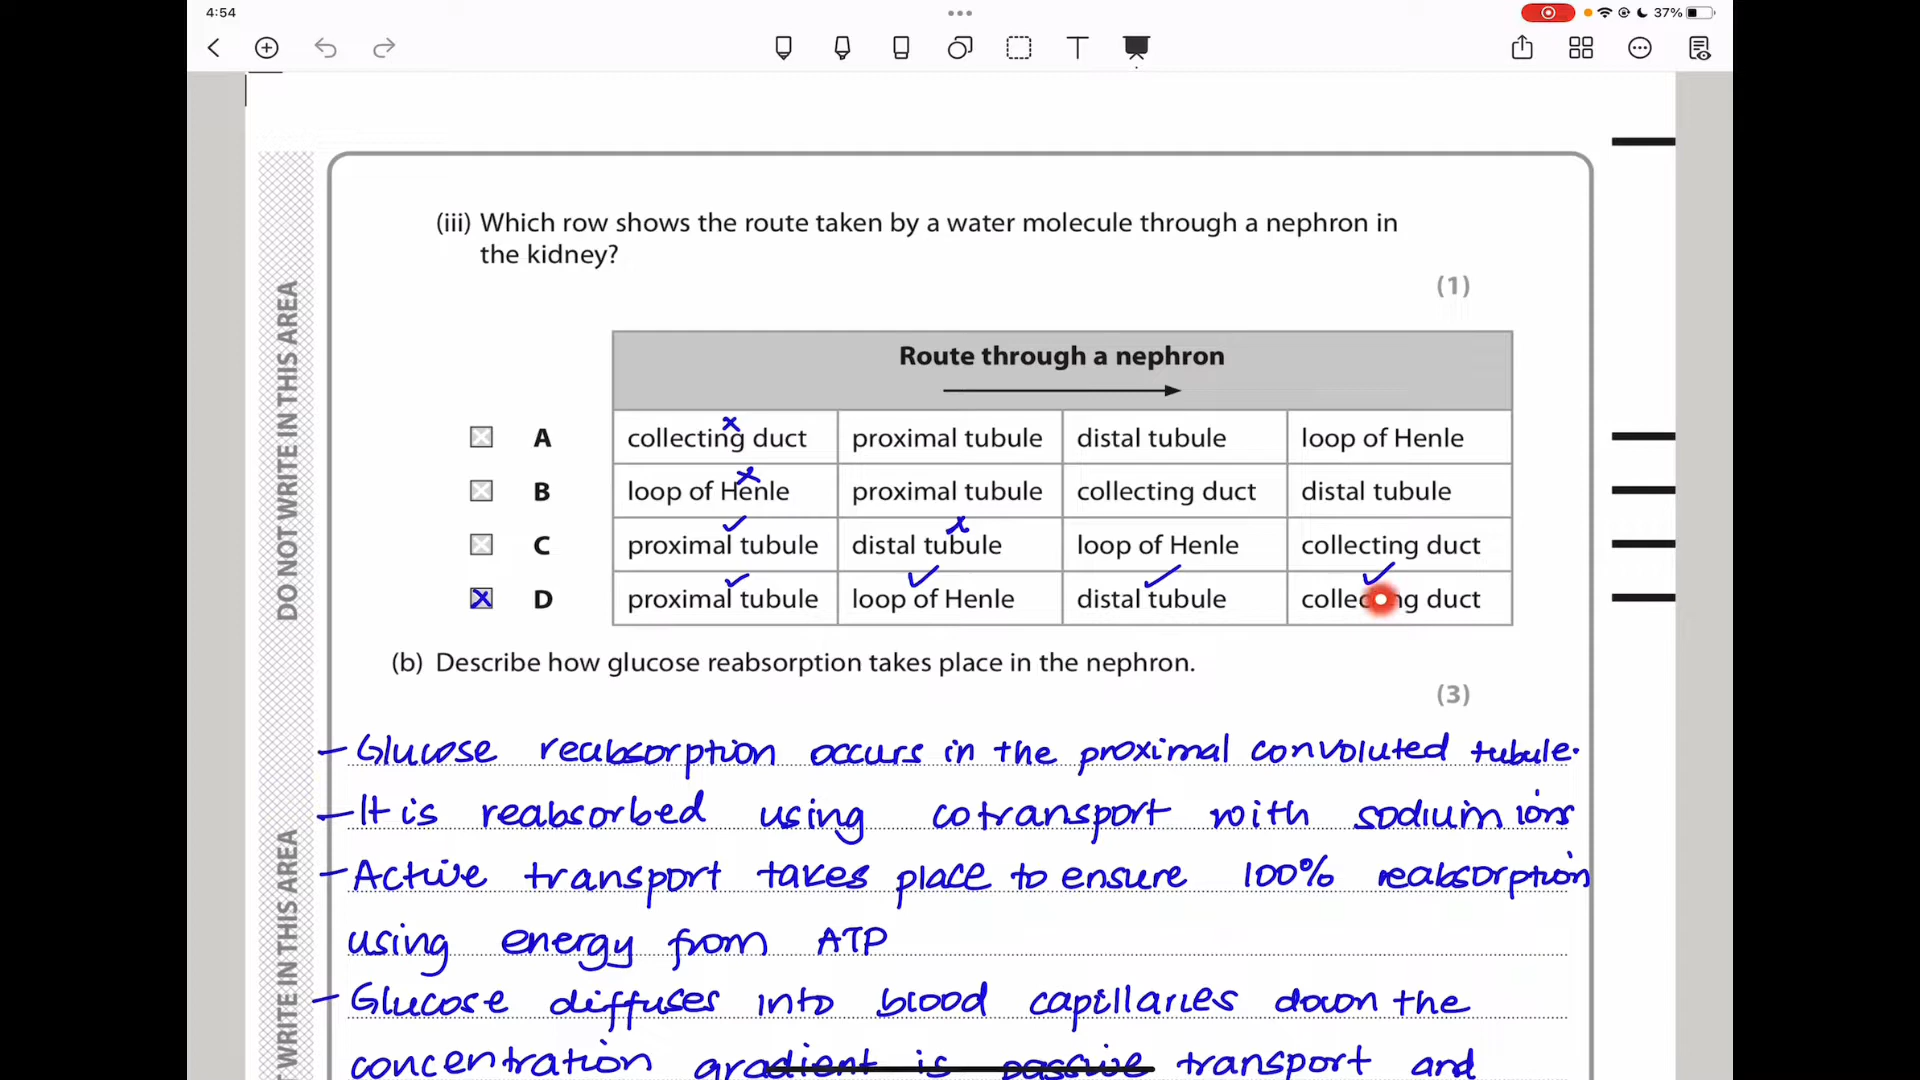 4:54
37%
(iii) Which row shows the route taken by a water molecule through a nephron in
the kidney?
(1)
Route through a nephron
A collecting duct proximal tubule distal tubule loop of Henle
B loop of Henle proximal tubule collecting duct distal tubule
C proximal tubule distal tubule loop of Henle collecting duct
D proximal tubule loop of Henle distal tubule collecting duct
(b) Describe how glucose reabsorption takes place in the nephron.
(3)
- Glucose reabsorption occurs in the proximal convoluted tubule.
- It is reabsorbed using cotransport with sodium ions
- Active transport takes place to ensure 100% reabsorption
using energy from ATP
- Glucose diffuses into blood capillaries down the
concentration gradient is passive transport and
DO NOT WRITE IN THIS AREA
T WRITE IN THIS AREA